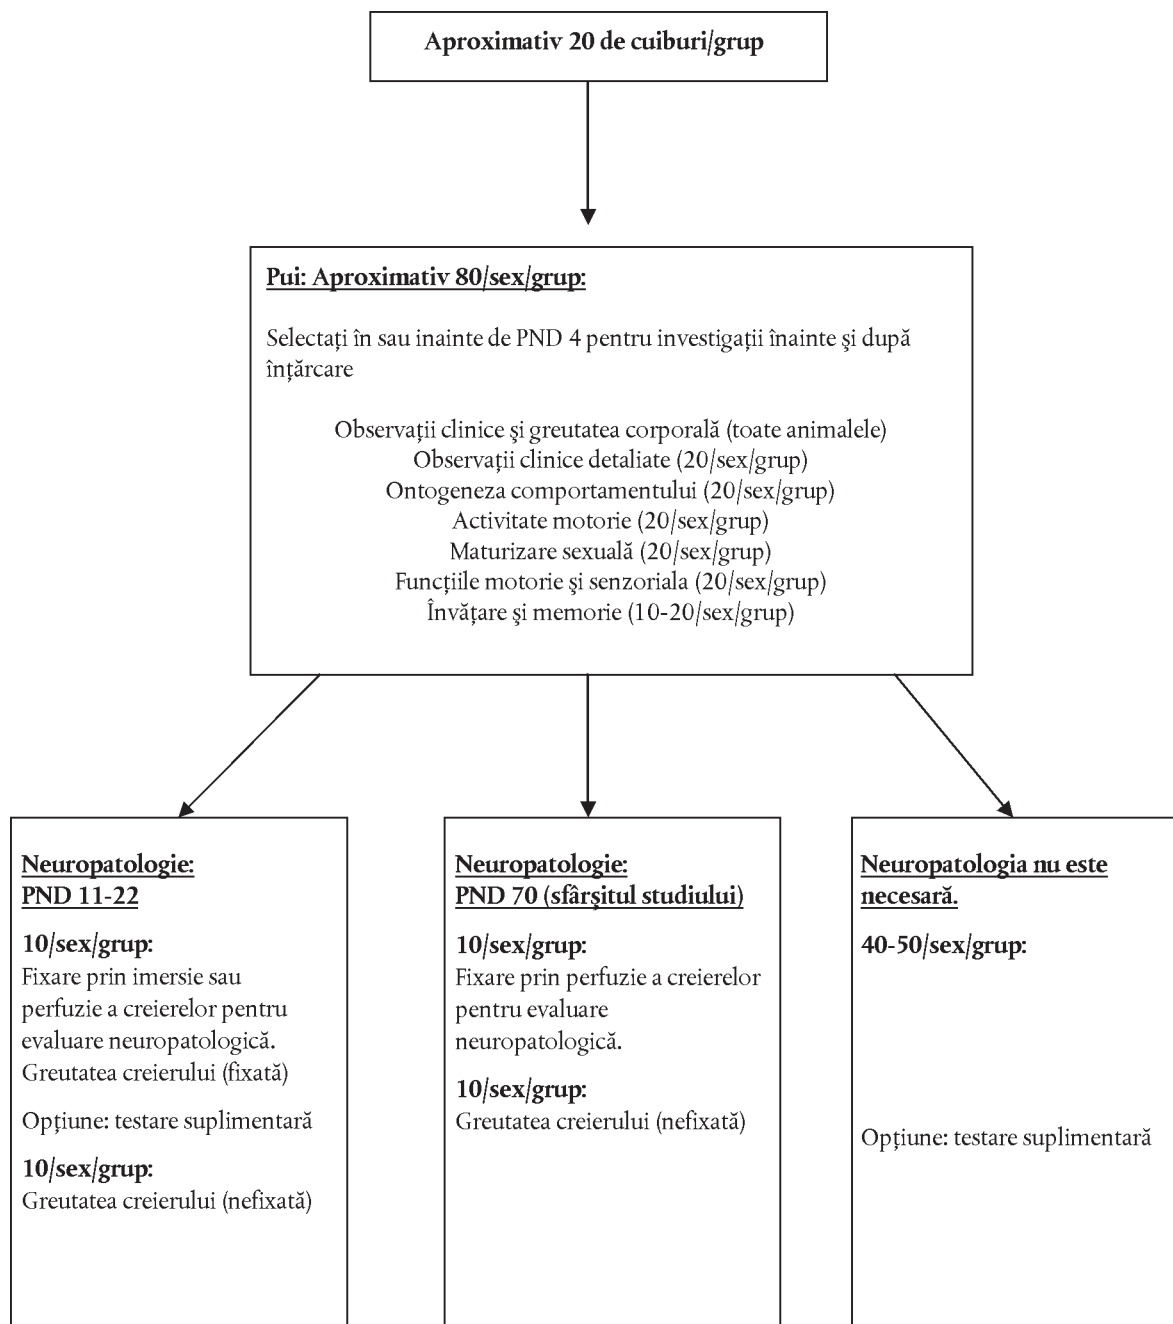 Aproximativ 20 de cuiburi/grup
Pui: Aproximativ 80/sex/grup:
Selectați în sau inainte de PND 4 pentru investigații înainte și după
înțărcare
Observații clinice și greutatea corporală (toate animalele)
Observații clinice detaliate (20/sex/grup)
Ontogeneza comportamentului (20/sex/grup)
Activitate motorie (20/sex/grup)
Maturizare sexuală (20/sex/grup)
Funcțiile motorie și senzoriala (20/sex/grup)
Învățare și memorie (10-20/sex/grup)
Neuropatologie:
PND 11-22
10/sex/grup:
Fixare prin imersie sau
perfuzie a creierelor pentru
evaluare neuropatologică.
Greutatea creierului (fixată)
Opțiune: testare suplimentară
10/sex/grup:
Greutatea creierului (nefixată)
Neuropatologie:
PND 70 (sfârșitul studiului)
10/sex/grup:
Fixare prin perfuzie a creierelor
pentru evaluare
neuropatologică.
10/sex/grup:
Greutatea creierului (nefixată)
Neuropatologia nu este
necesară.
40-50/sex/grup:
Opțiune: testare suplimentară